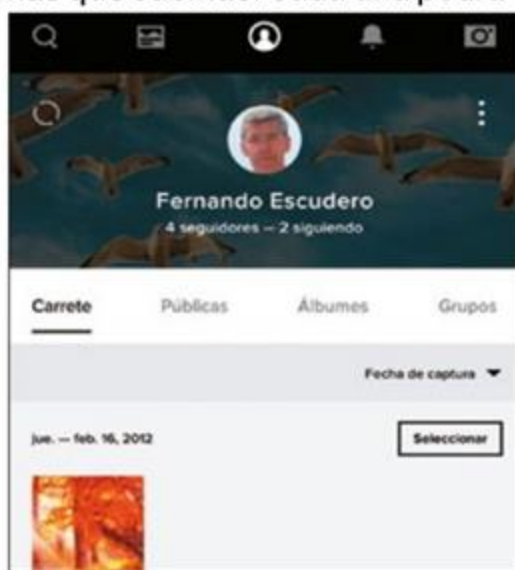 Fernando Escudero
4 seguidores — 2 siguiendo
Carrete Públicas Álbumes Grupos
Fecha de captura
jue. — feb. 16, 2012 Seleccionar